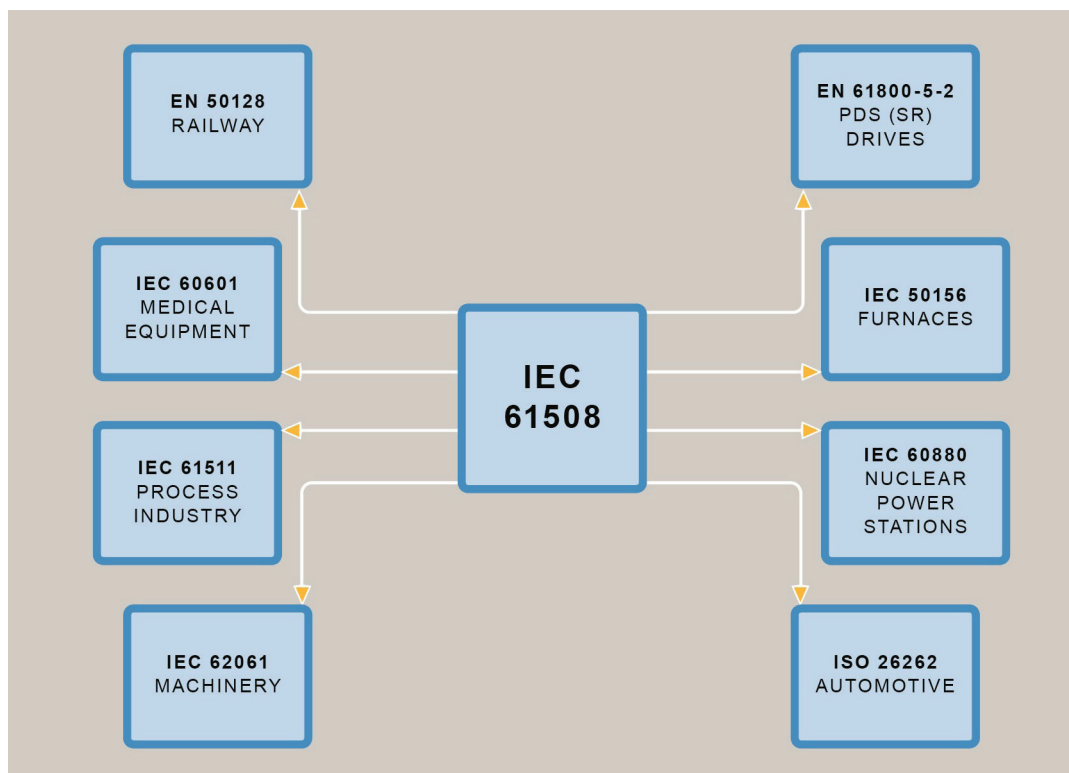 EN 50128
RAILWAY
EN 61800-5-2
PDS (SR)
DRIVES
IEC 60601
MEDICAL
EQUIPMENT
IEC 50156
FURNACES
IEC
61508
IEC 61511
PROCESS
INDUSTRY
IEC 60880
NUCLEAR
POWER
STATIONS
IEC 62061
MACHINERY
ISO 26262
AUTOMOTIVE